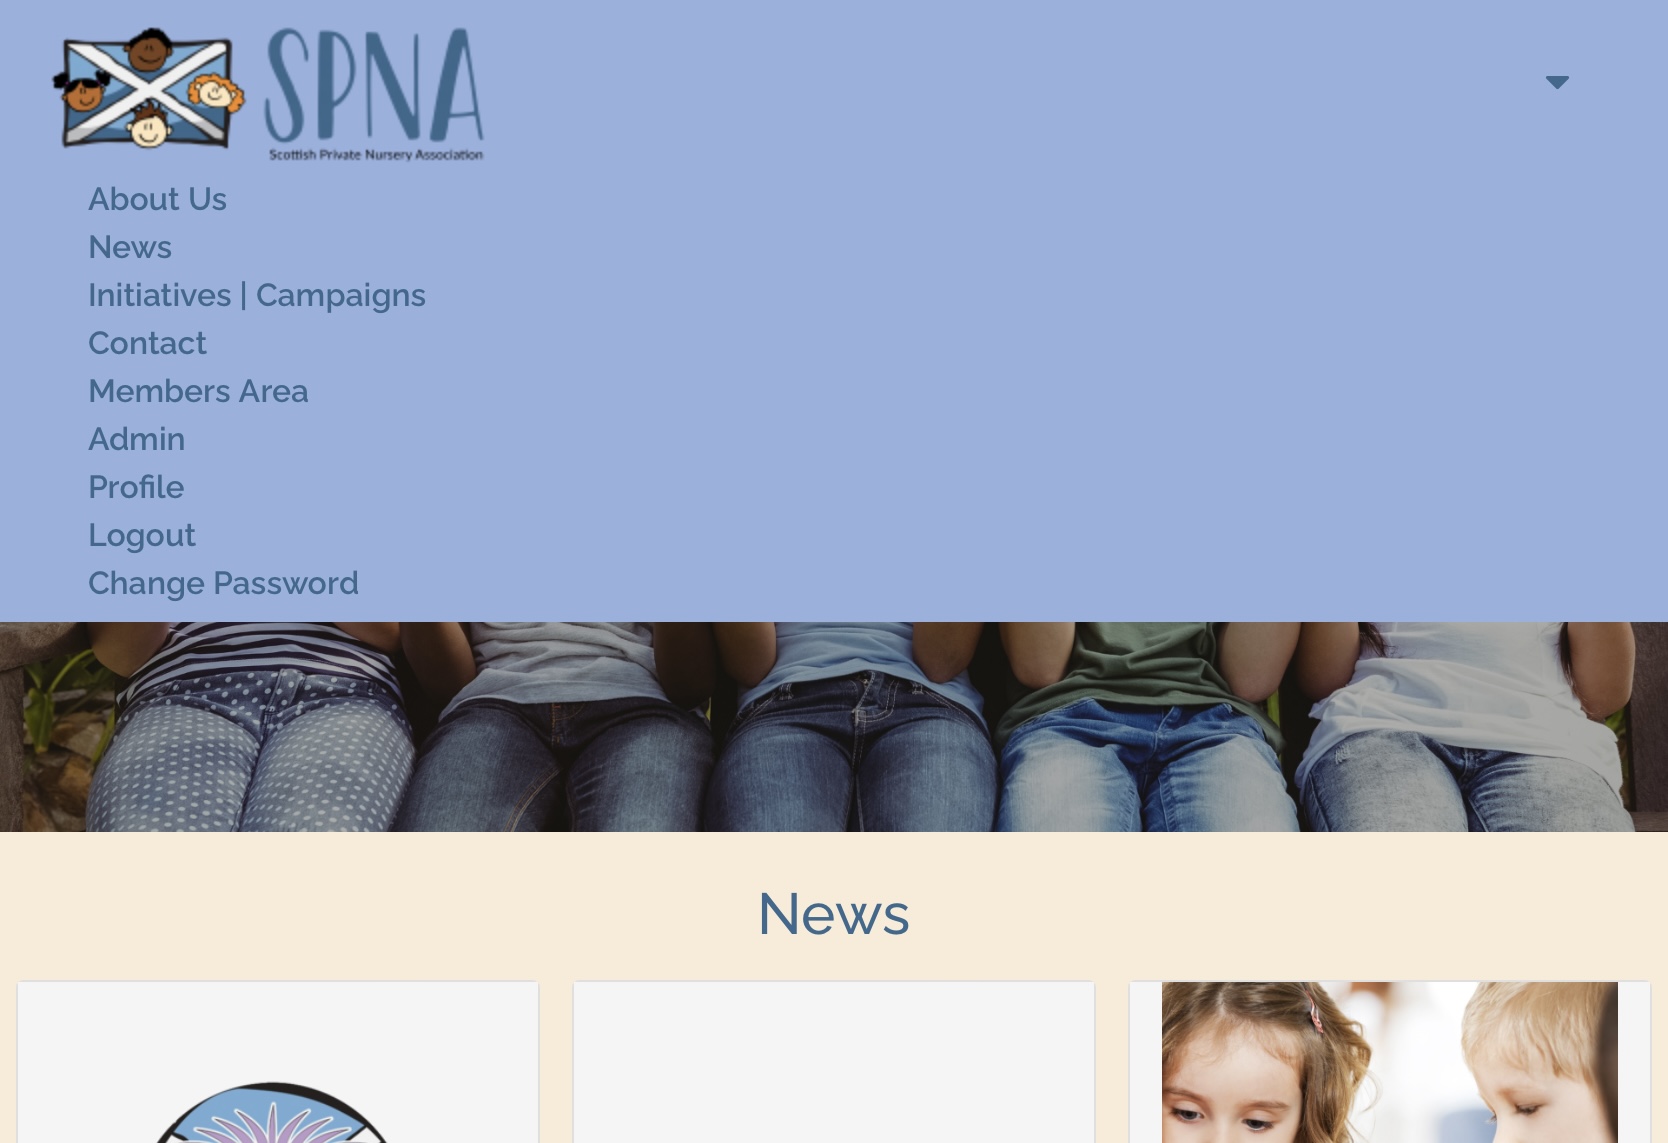 SPNA
Scottish Private Nursery Association
About Us
News
Initiatives | Campaigns
Contact
Members Area
Admin
Profile
Logout
Change Password
News